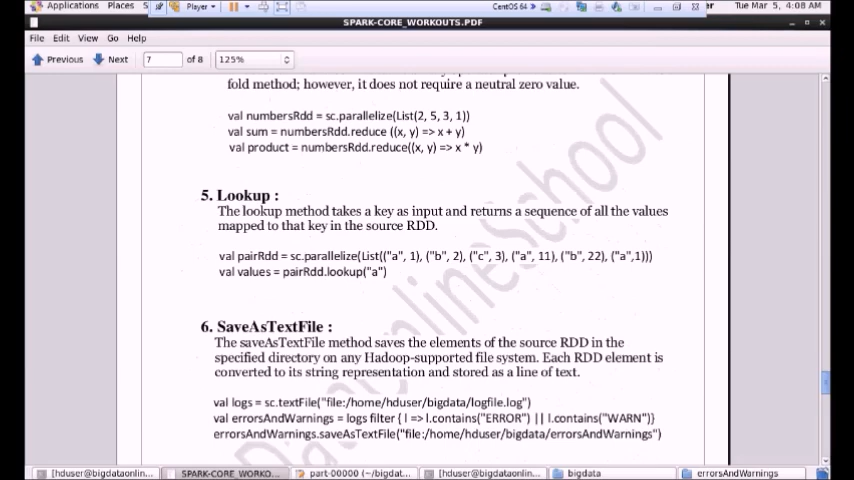 Applications Places S Player CentOS 64 er Tue Mar 5, 4:08 AM
SPARK-CORE_WORKOUTS.PDF
File Edit View Go Help
Previous Next 7 of 8 125%
fold method; however, it does not require a neutral zero value.
val numbersRdd = sc.parallelize(List(2, 5, 3, 1))
val sum = numbersRdd.reduce ((x, y) => x + y)
val product = numbersRdd.reduce((x, y) => x * y)
5. Lookup :
The lookup method takes a key as input and returns a sequence of all the values
mapped to that key in the source RDD.
val pairRdd = sc.parallelize(List(("a", 1), ("b", 2), ("c", 3), ("a", 11), ("b", 22), ("a",1)))
val values = pairRdd.lookup("a")
6. SaveAsTextFile :
The saveAsTextFile method saves the elements of the source RDD in the
specified directory on any Hadoop-supported file system. Each RDD element is
converted to its string representation and stored as a line of text.
val logs = sc.textFile("file:/home/hduser/bigdata/logfile.log")
val errorsAndWarnings = logs filter { l => l.contains("ERROR") || l.contains("WARN")}
errorsAndWarnings.saveAsTextFile("file:/home/hduser/bigdata/errorsAndWarnings")
[hduser@bigdataonlin... SPARK-CORE_WORKO... part-00000 (~/bigdat... [hduser@bigdataonlin... bigdata errorsAndWarnings